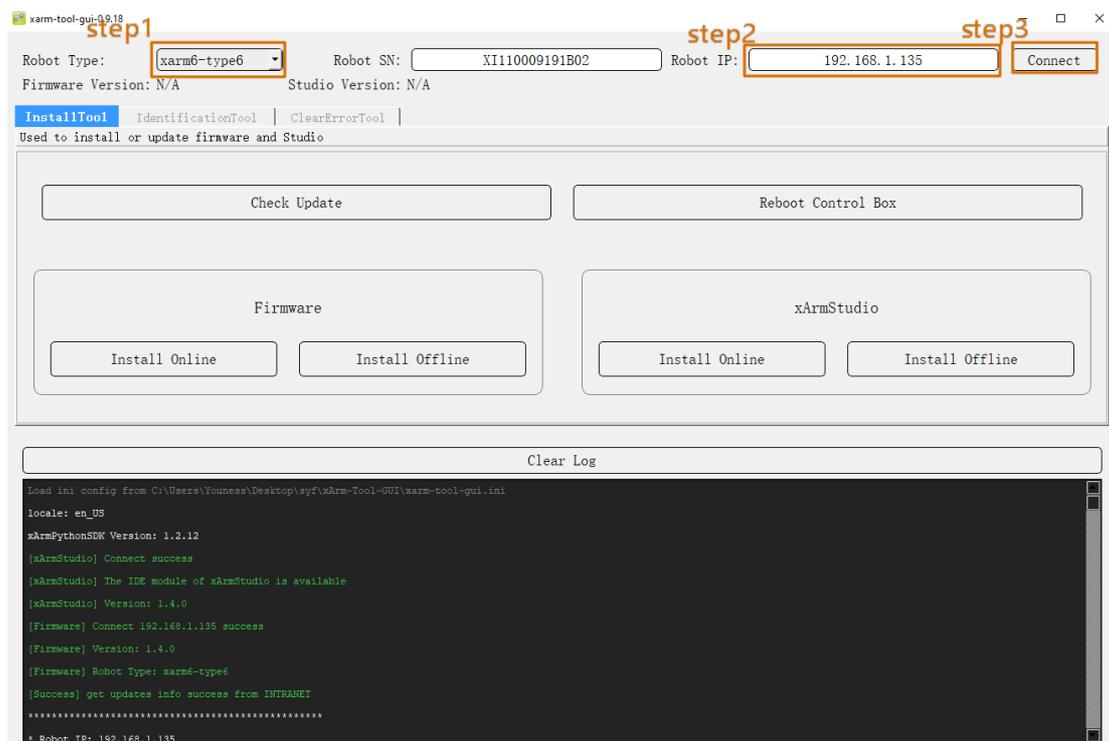 xarm-tool-gui-0.9.18
step1
step2
step3
Robot Type: xarm6-type6 Robot SN: XI110009191B02 Robot IP: 192.168.1.135 Connect
Firmware Version: N/A Studio Version: N/A
InstallTool IdentificationTool ClearErrorTool
Used to install or update firmware and Studio
Check Update Reboot Control Box
Firmware xArmStudio
Install Online Install Offline Install Online Install Offline
Clear Log
Load ini config from C:\Users\Youness\Desktop\syf\xArm-Tool-GUI\xarm-tool-gui.ini
locale: en_US
xArmPythonSDK Version: 1.2.12
[xArmStudio] Connect success
[xArmStudio] The IDE module of xArmStudio is available
[xArmStudio] Version: 1.4.0
[Firmware] Connect 192.168.1.135 success
[Firmware] Version: 1.4.0
[Firmware] Robot Type: xarm6-type6
[Success] get updates info success from INTRANET
**************************************************
* Robot IP: 192.168.1.135